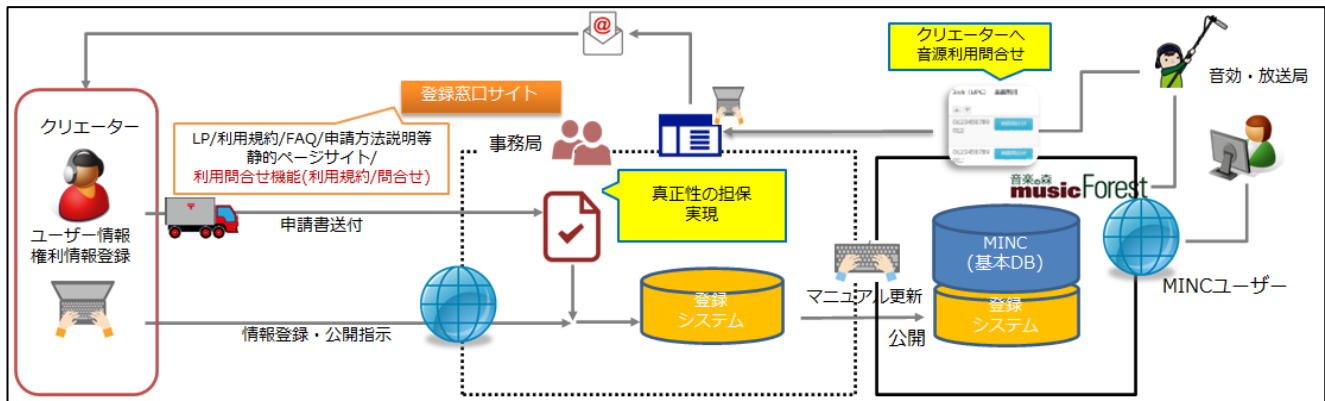 クリエーター
ユーザー情報
権利情報登録
登録窓口サイト
LP/利用規約/FAQ/申請方法説明等
静的ページサイト/
利用問合せ機能(利用規約/問合せ)
申請書送付
情報登録・公開指示
@
事務局
真正性の担保
実現
登録
システム
マニュアル更新
公開
クリエーターへ
音源利用問合せ
0123456789
012
0123456789
音楽の森
musicForest
MINC
(基本DB)
登録
システム
音効・放送局
MINCユーザー